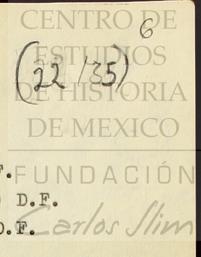 CENTRO DE
6
ESTUDIOS
(22/35)
DE HISTORIA
DE MEXICO
F.
FUNDACIÓN
D.F.
Carlos Slim
D.F.